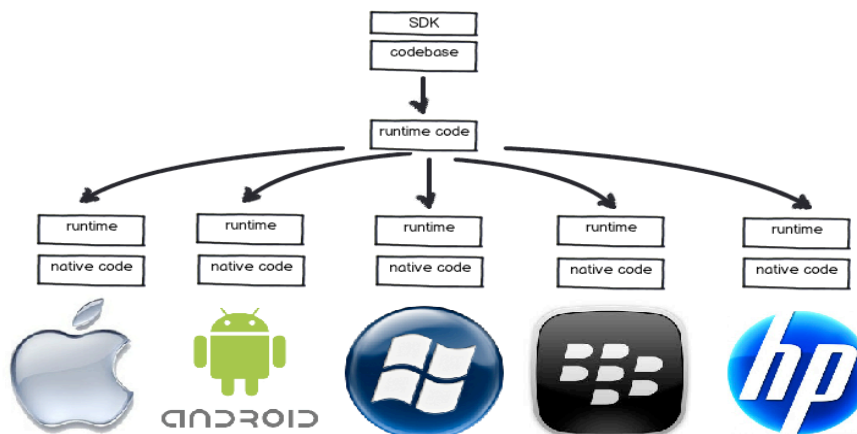 SDK
codebase
runtime code
runtime runtime runtime runtime runtime
native code native code native code native code native code
ANDROID hp